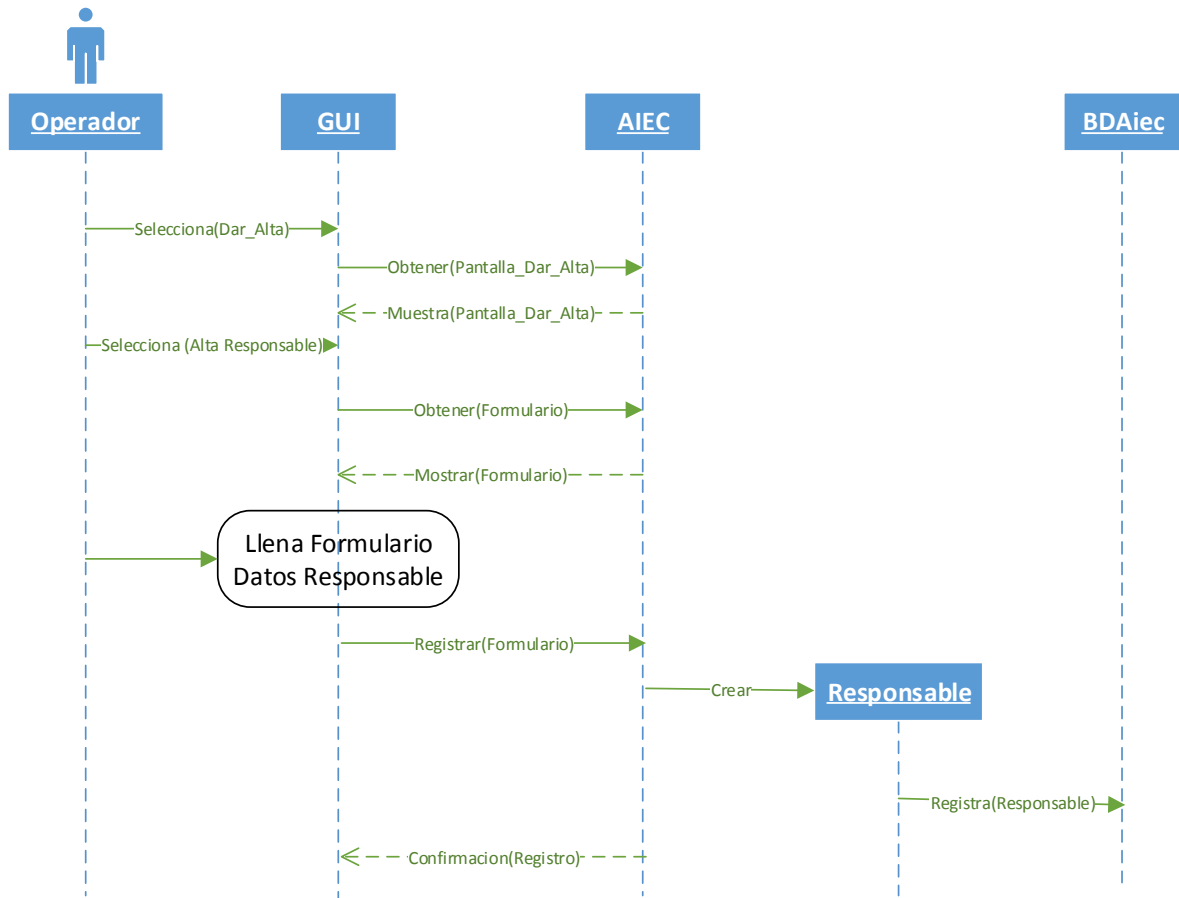 Operador
GUI
AIEC
BDAiec
Selecciona(Dar_Alta)
Obtener(Pantalla_Dar_Alta)
Muestra(Pantalla_Dar_Alta)
Selecciona (Alta Responsable)
Obtener(Formulario)
Mostrar(Formulario)
Llena Formulario
Datos Responsable
Registrar(Formulario)
Crear
Responsable
Registra(Responsable)
Confirmacion(Registro)